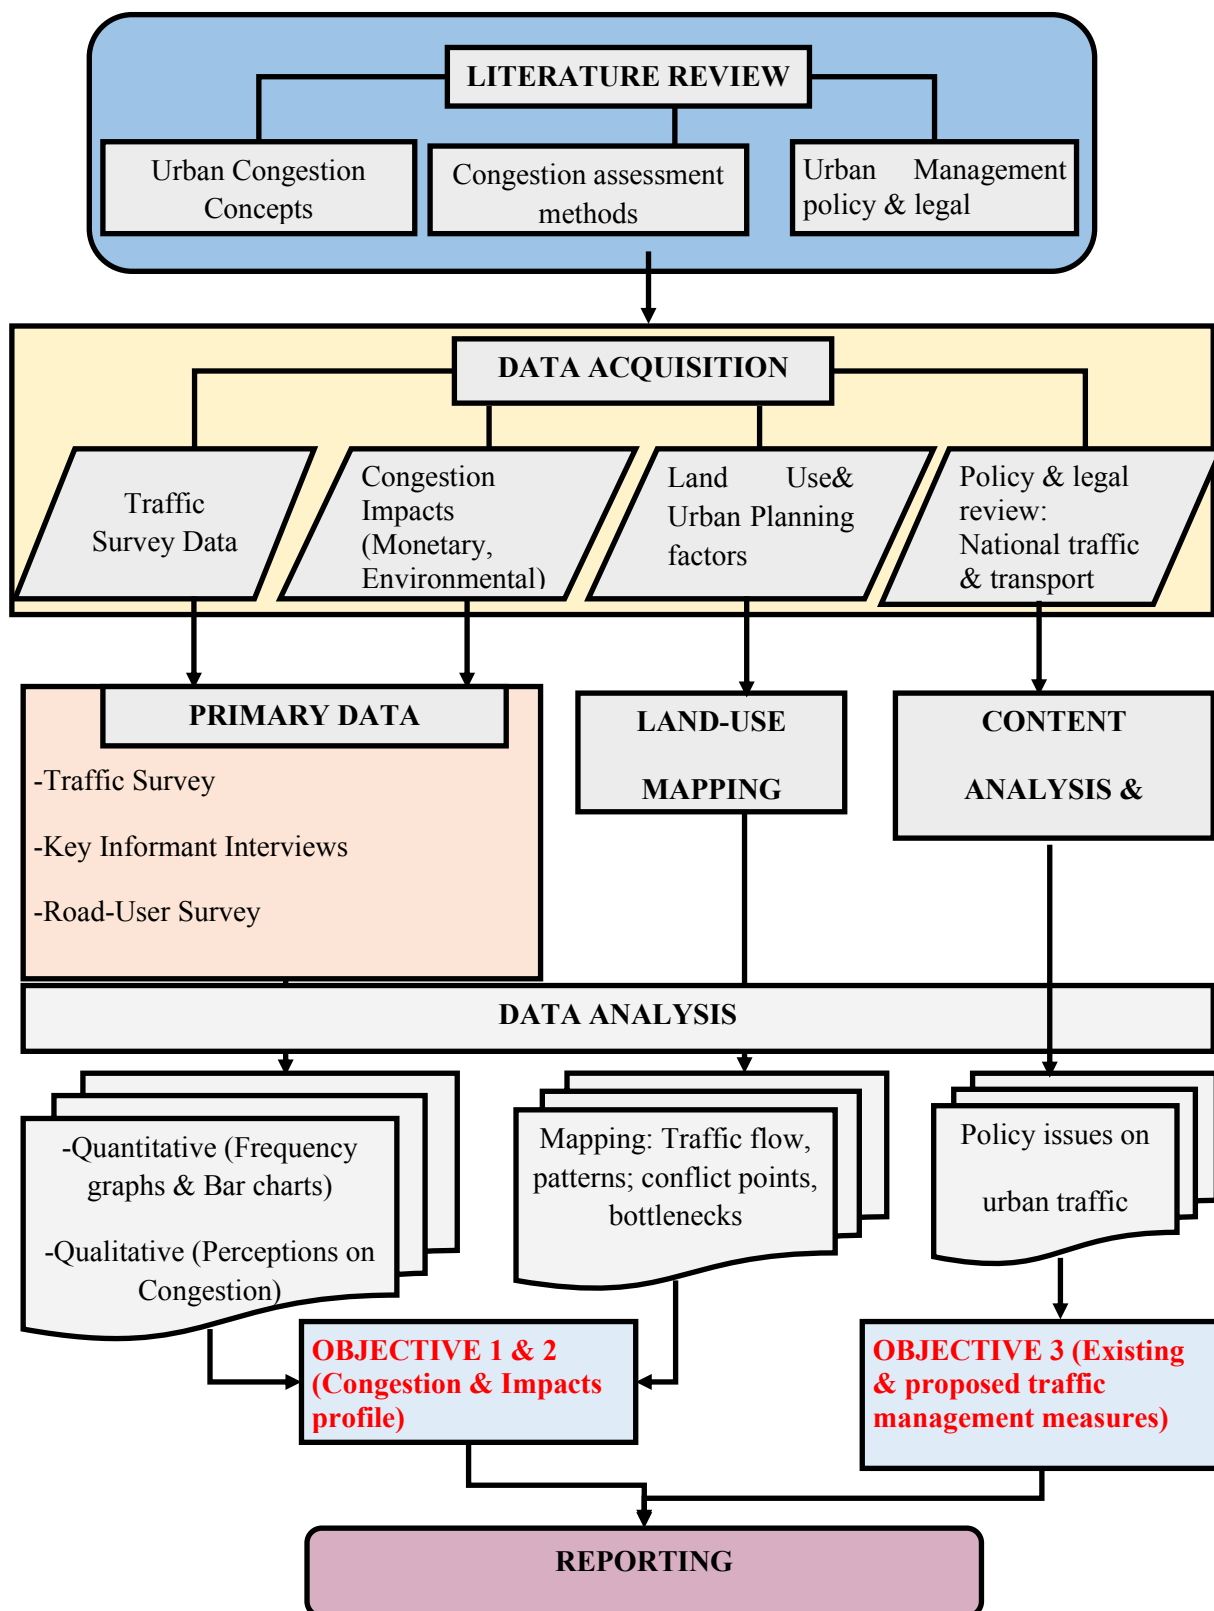 LITERATURE REVIEW
Urban Congestion
Concepts
Congestion assessment
methods
Urban Management
policy & legal
DATA ACQUISITION
Traffic
Survey Data
Congestion
Impacts
(Monetary,
Environmental)
Land Use&
Urban Planning
factors
Policy & legal
review:
National traffic
& transport
PRIMARY DATA
-Traffic Survey
-Key Informant Interviews
-Road-User Survey
LAND-USE
MAPPING
CONTENT
ANALYSIS &
DATA ANALYSIS
-Quantitative (Frequency
graphs & Bar charts)
-Qualitative (Perceptions on
Congestion)
Mapping: Traffic flow,
patterns; conflict points,
bottlenecks
Policy issues on
urban traffic
OBJECTIVE 1 & 2
(Congestion & Impacts
profile)
OBJECTIVE 3 (Existing
& proposed traffic
management measures)
REPORTING